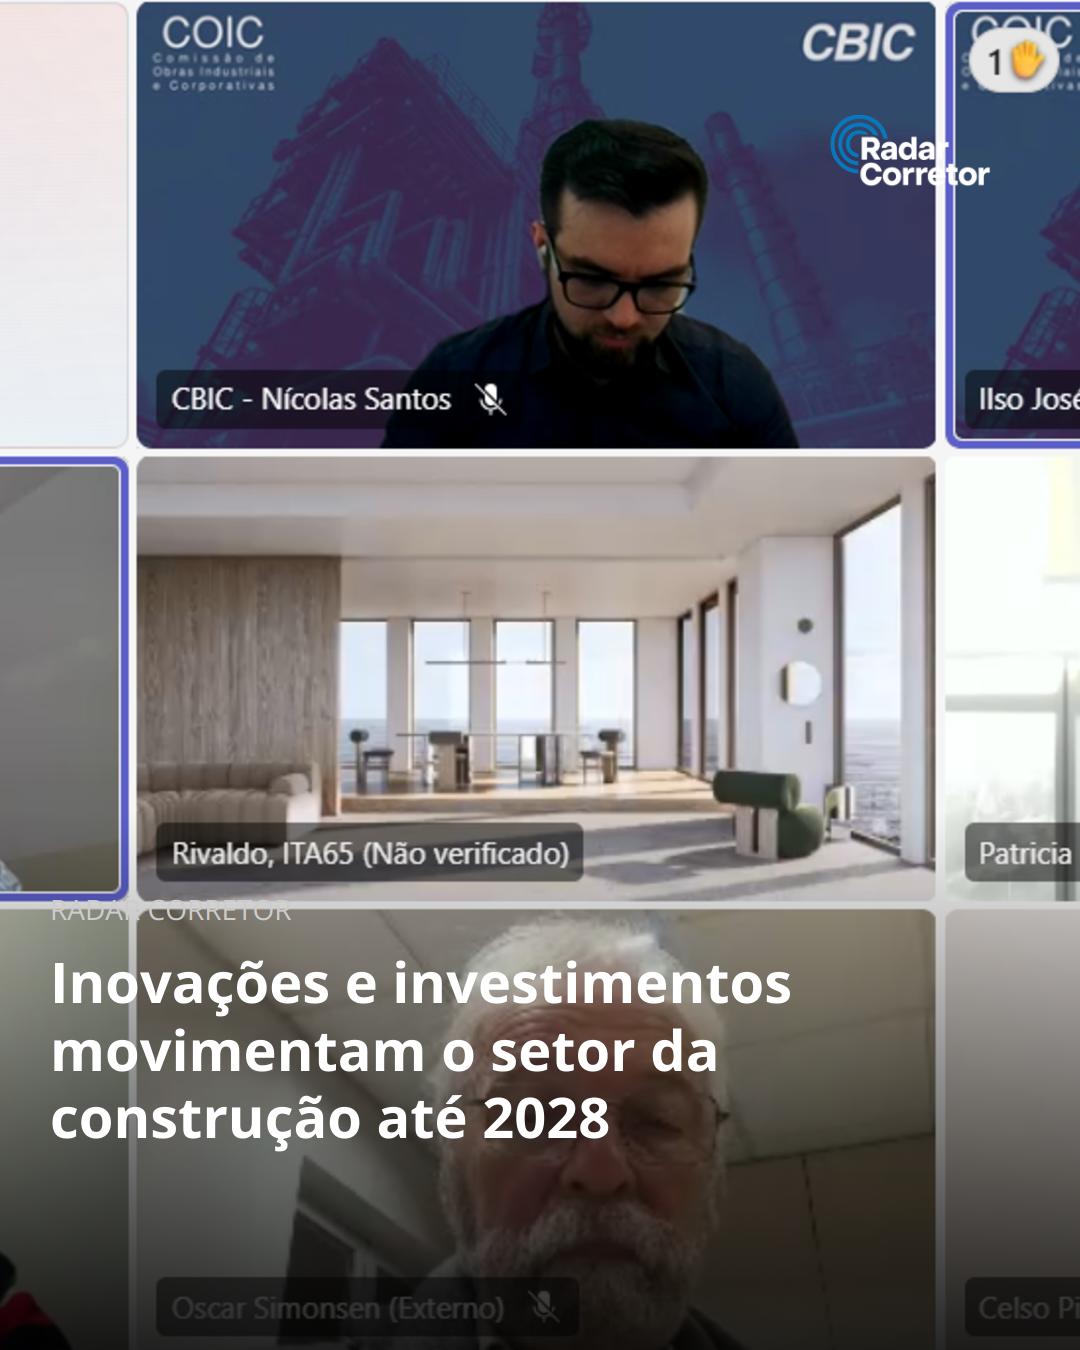 COIC
Comissão de
Obras Industriais
e Corporativas
CBIC
COIC
1
Radar
Corretor
CBIC - Nícolas Santos
Ilso José
Rivaldo, ITA65 (Não verificado)
Patricia
RADAR CORRETOR
Inovações e investimentos
movimentam o setor da
construção até 2028
Oscar Simonsen (Externo)
Celso Pi